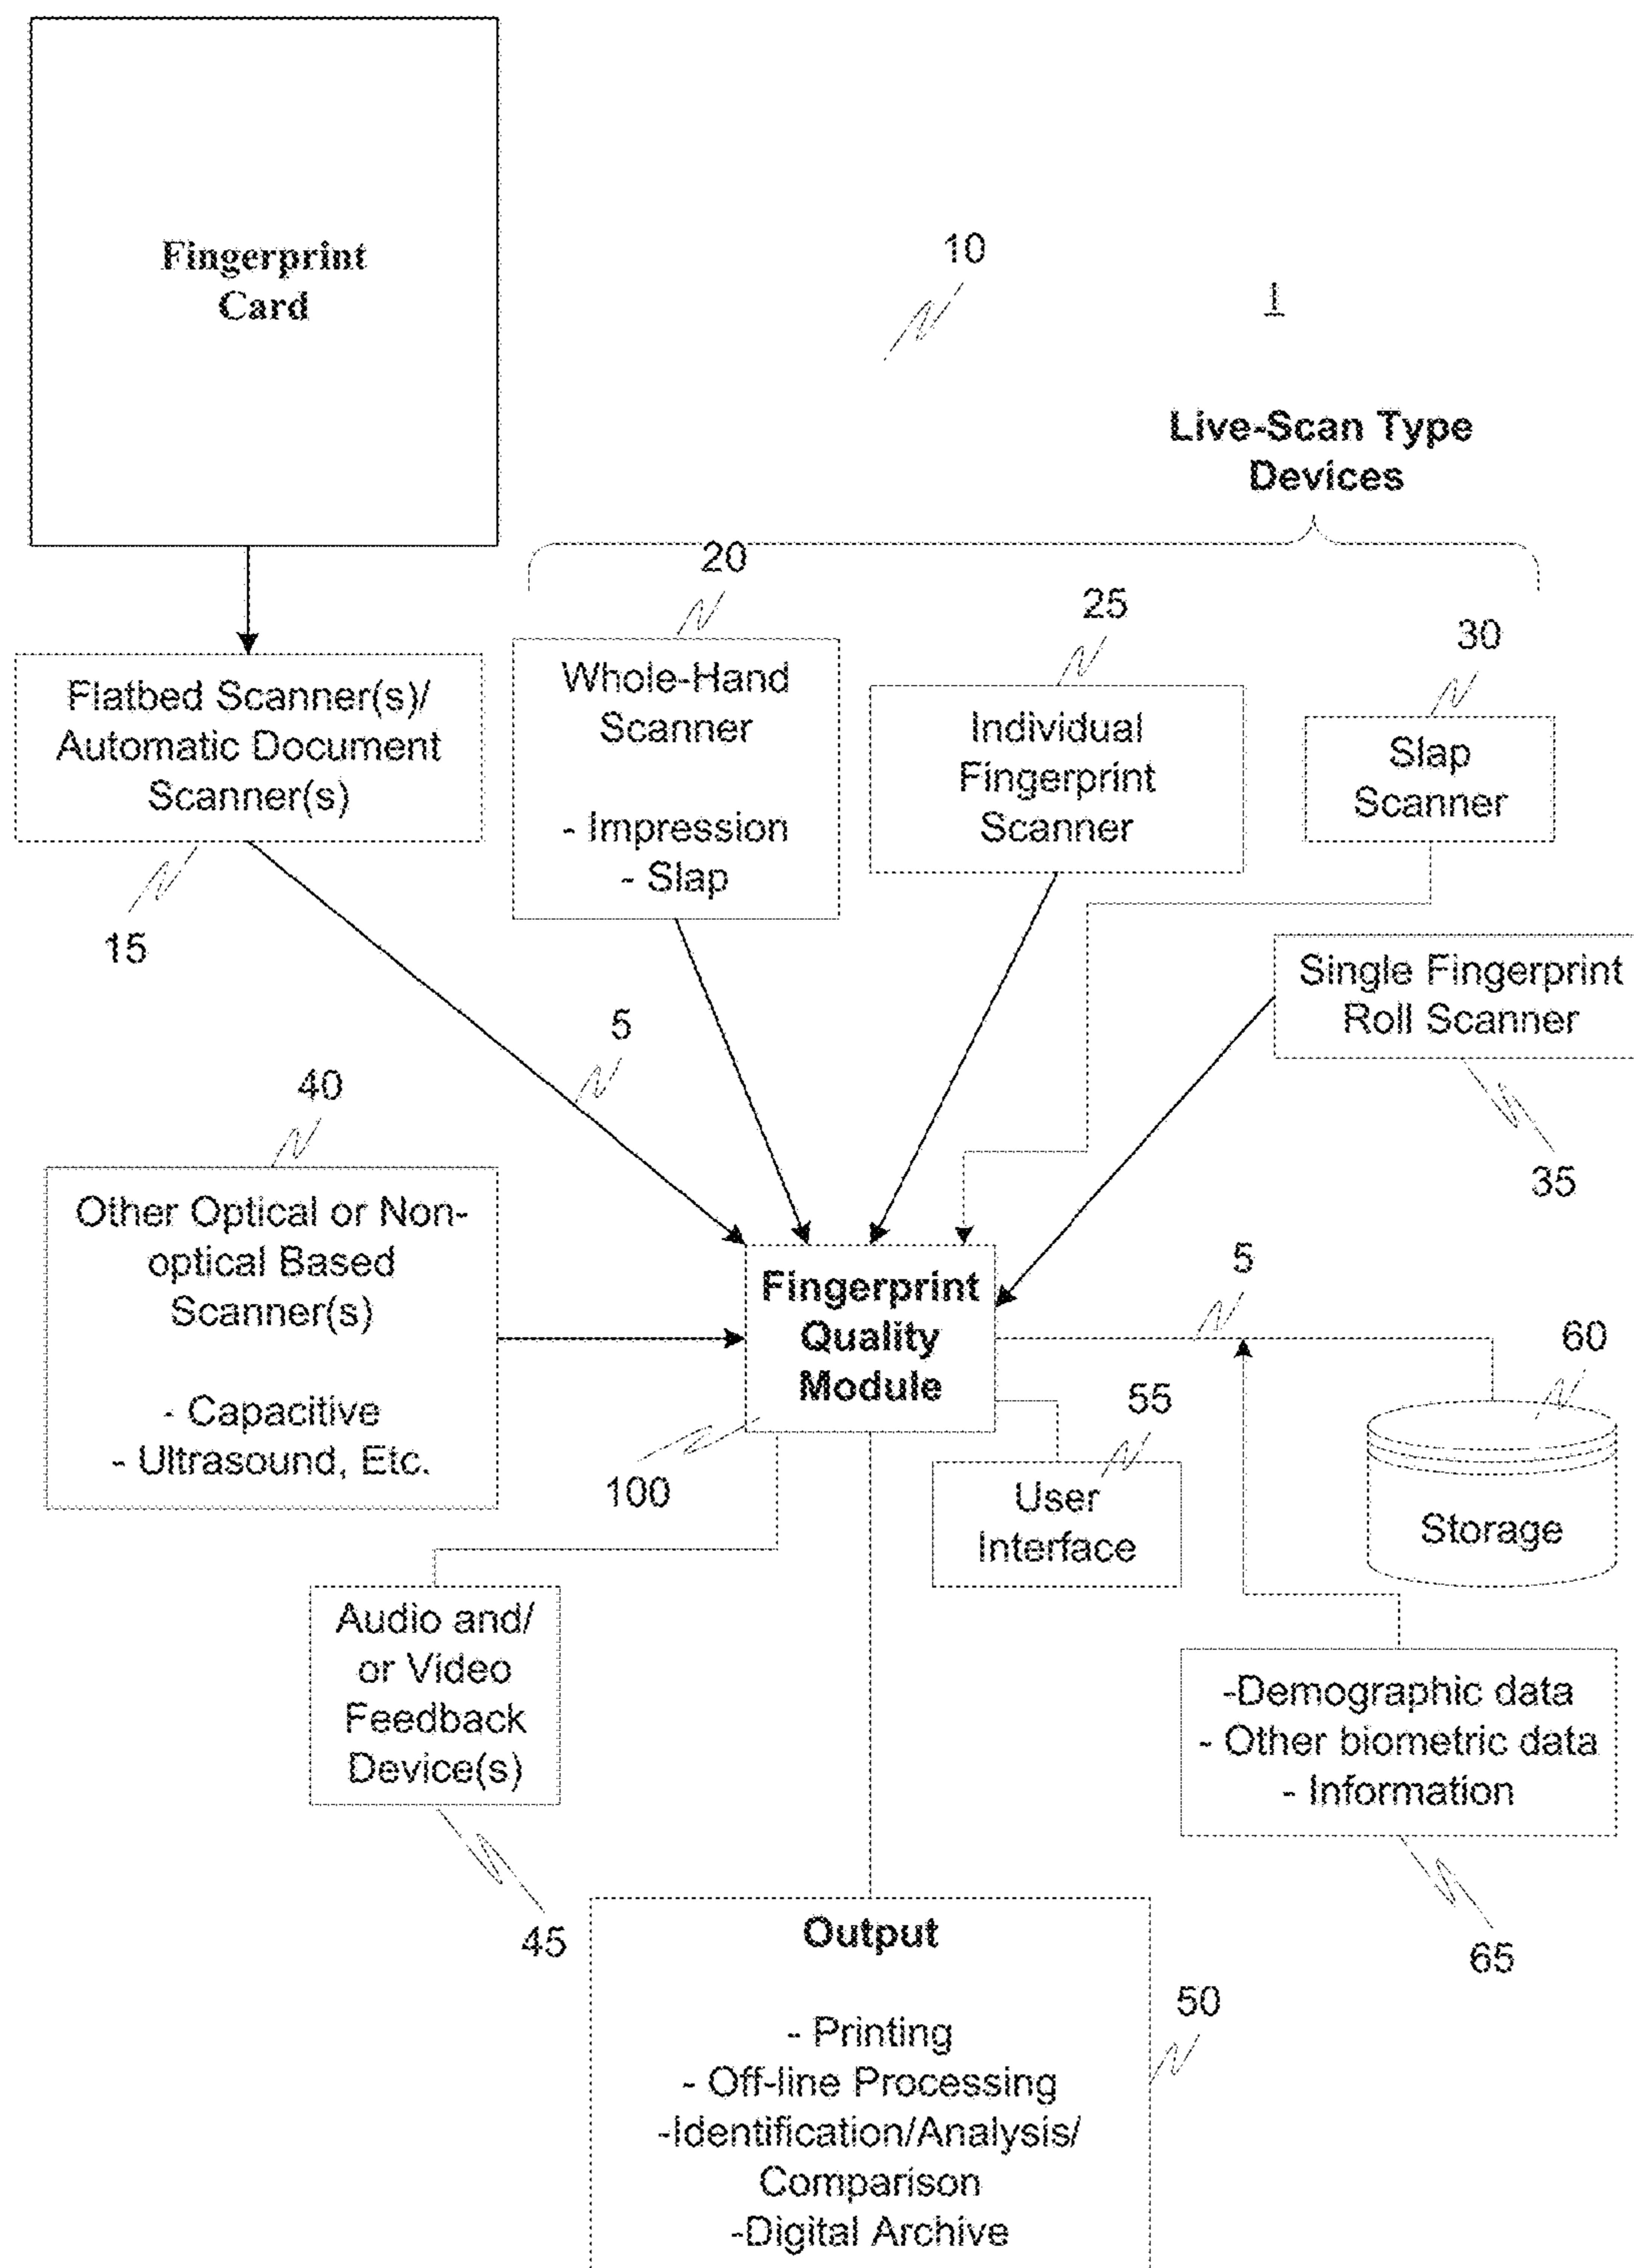 Fingerprint
Card
10
1
Live-Scan Type
Devices
20
25
30
Flatbed Scanner(s)/
Automatic Document
Scanner(s)
15
Whole-Hand
Scanner
- Impression
- Slap
Individual
Fingerprint
Scanner
Slap
Scanner
Single Fingerprint
Roll Scanner
35
5
40
Other Optical or Non-
optical Based
Scanner(s)
- Capacitive
- Ultrasound, Etc.
Fingerprint
Quality
Module
100
5
55
User
Interface
60
Storage
Audio and/
or Video
Feedback
Device(s)
45
-Demographic data
- Other biometric data
- Information
65
Output
- Printing
- Off-line Processing
-Identification/Analysis/
Comparison
-Digital Archive
50